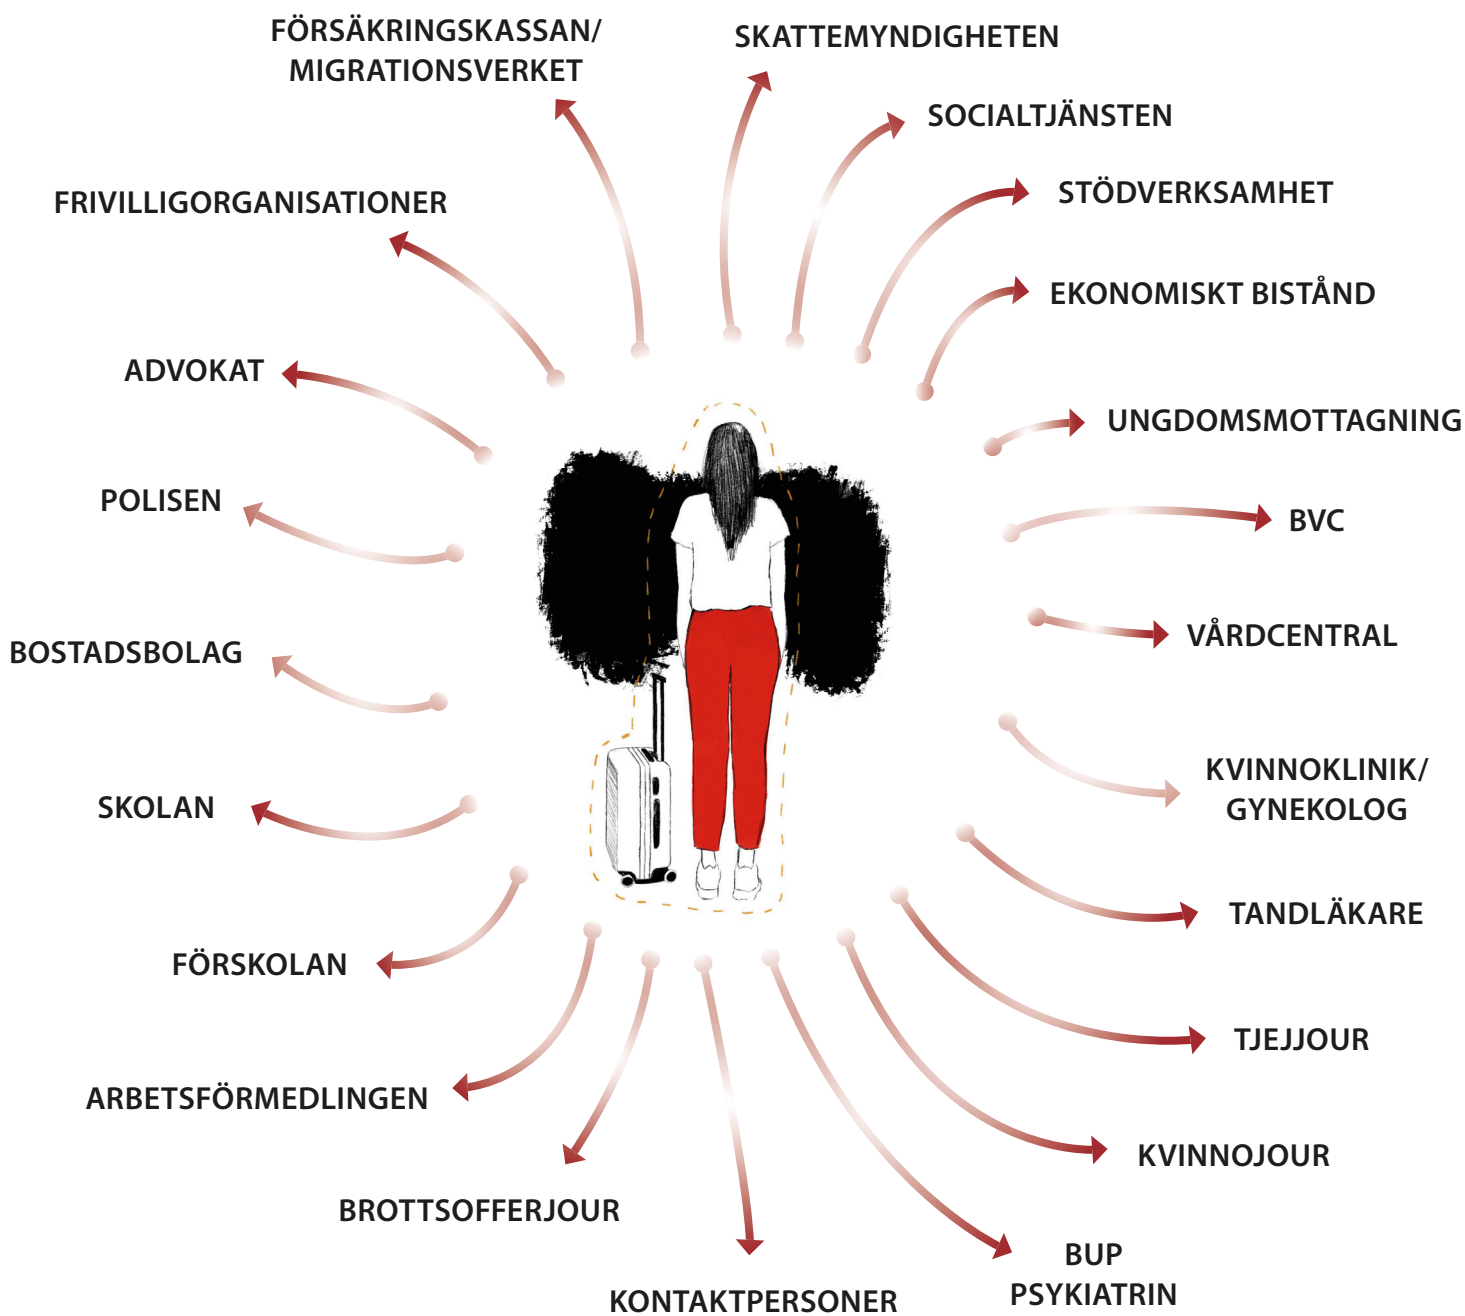 FÖRSÄKRINGSKASSAN/
MIGRATIONSVERKET
SKATTEMYNDIGHETEN
SOCIALTJÄNSTEN
STÖDVERKSAMHET
FRIVILLIGORGANISATIONER
EKONOMISKT BISTÅND
ADVOKAT
UNGDOMSMOTTAGNING
POLISEN
BVC
VÅRDCENTRAL
BOSTADSBOLAG
KVINNOKLINIK/
GYNEKOLOG
SKOLAN
TANDLÄKARE
FÖRSKOLAN
TJEJJOUR
ARBETSFÖRMEDLINGEN
KVINNOJOUR
BROTTSOFFERJOUR
BUP
PSYKIATRIN
KONTAKTPERSONER